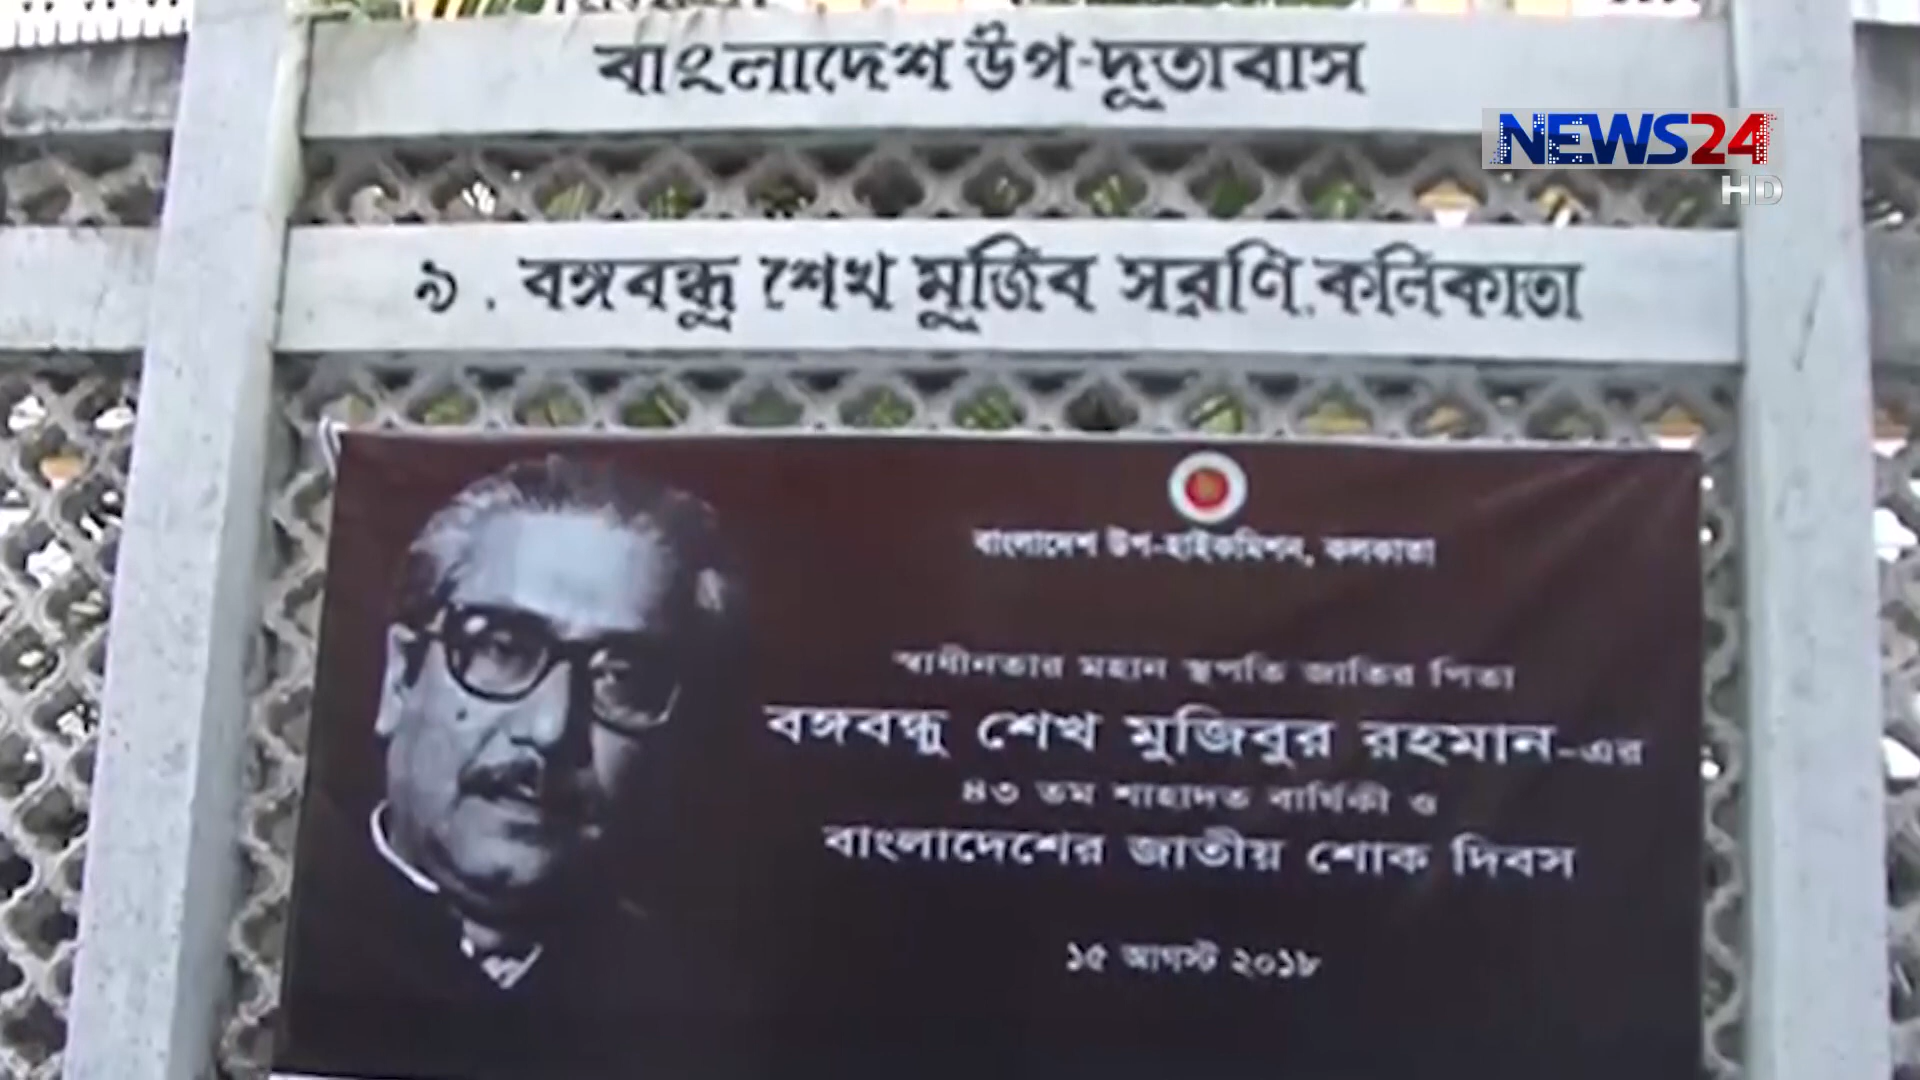 বাংলাদেশ উপ-দূতাবাস
NEWS24
HD
৯. বঙ্গবন্ধু শেখ মুজিব সরণি, কলিকাতা
বাংলাদেশ উপ-হাইকমিশন, কলকাতা
স্বাধীনতার মহান স্থপতি জাতির পিতা
বঙ্গবন্ধু শেখ মুজিবুর রহমান-এর
৪৩ তম শাহাদত বার্ষিকী ও
বাংলাদেশের জাতীয় শোক দিবস
১৫ আগস্ট ২০১৮